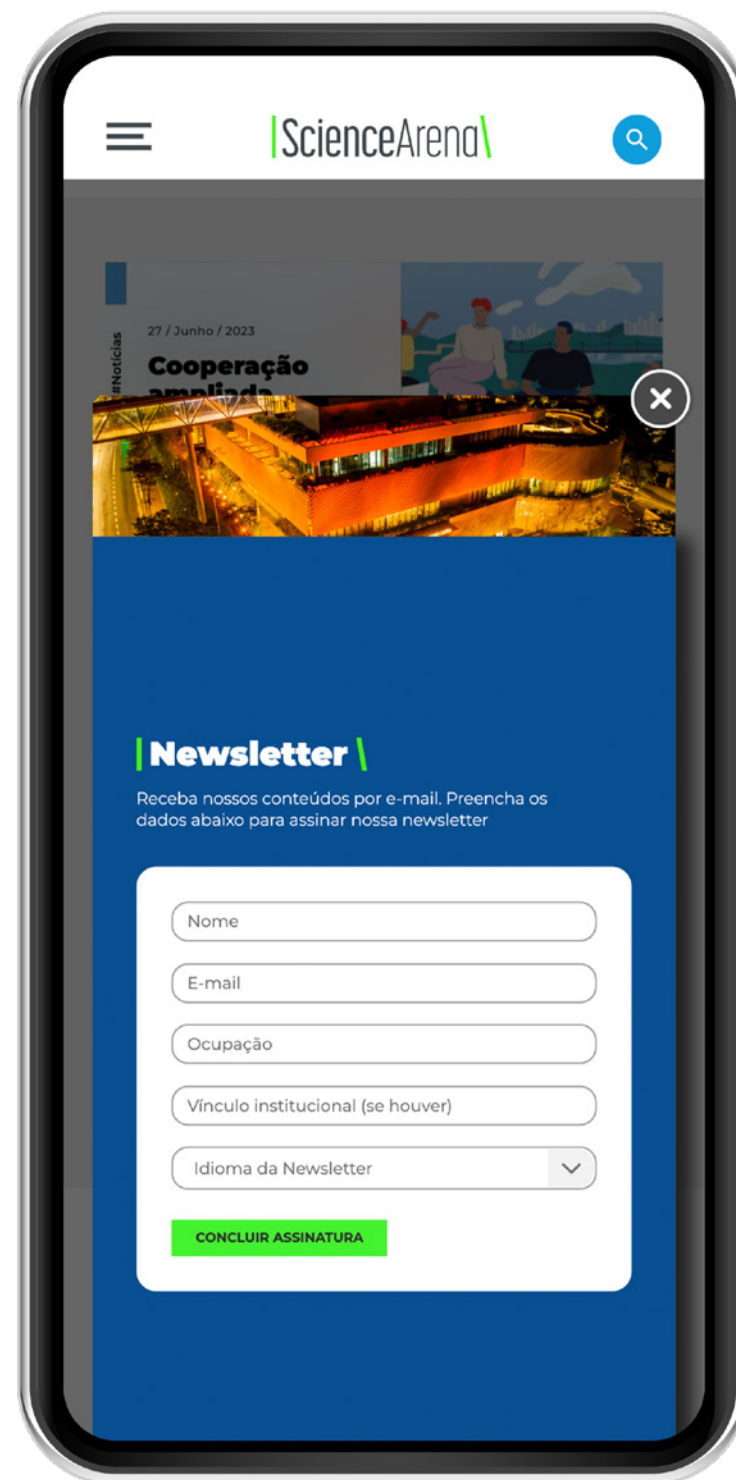 |ScienceArena\
27 / Junho / 2023
#Notícias
Cooperação
ampliada
|Newsletter \
Receba nossos conteúdos por e-mail. Preencha os
dados abaixo para assinar nossa newsletter
Nome
E-mail
Ocupação
Vínculo institucional (se houver)
Idioma da Newsletter
CONCLUIR ASSINATURA